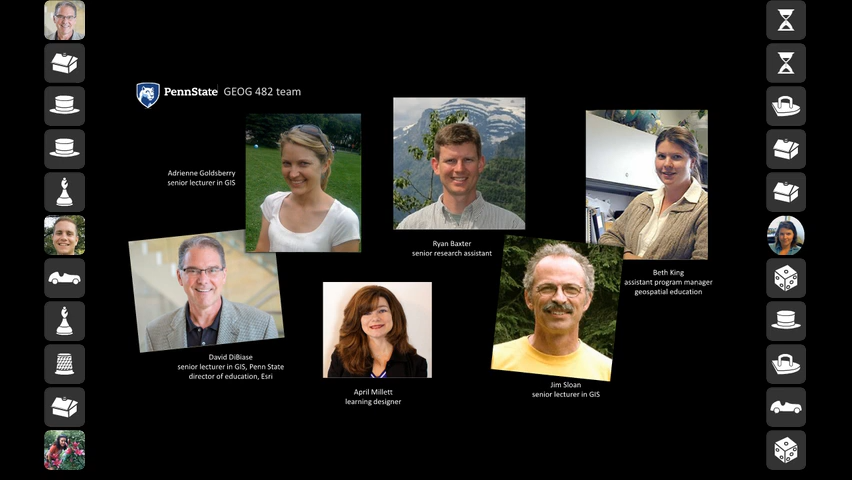 PennState GEOG 482 team
Adrienne Goldsberry
senior lecturer in GIS
Ryan Baxter
senior research assistant
Beth King
assistant program manager
geospatial education
David DiBiase
senior lecturer in GIS, Penn State
director of education, Esri
April Millett
learning designer
Jim Sloan
senior lecturer in GIS